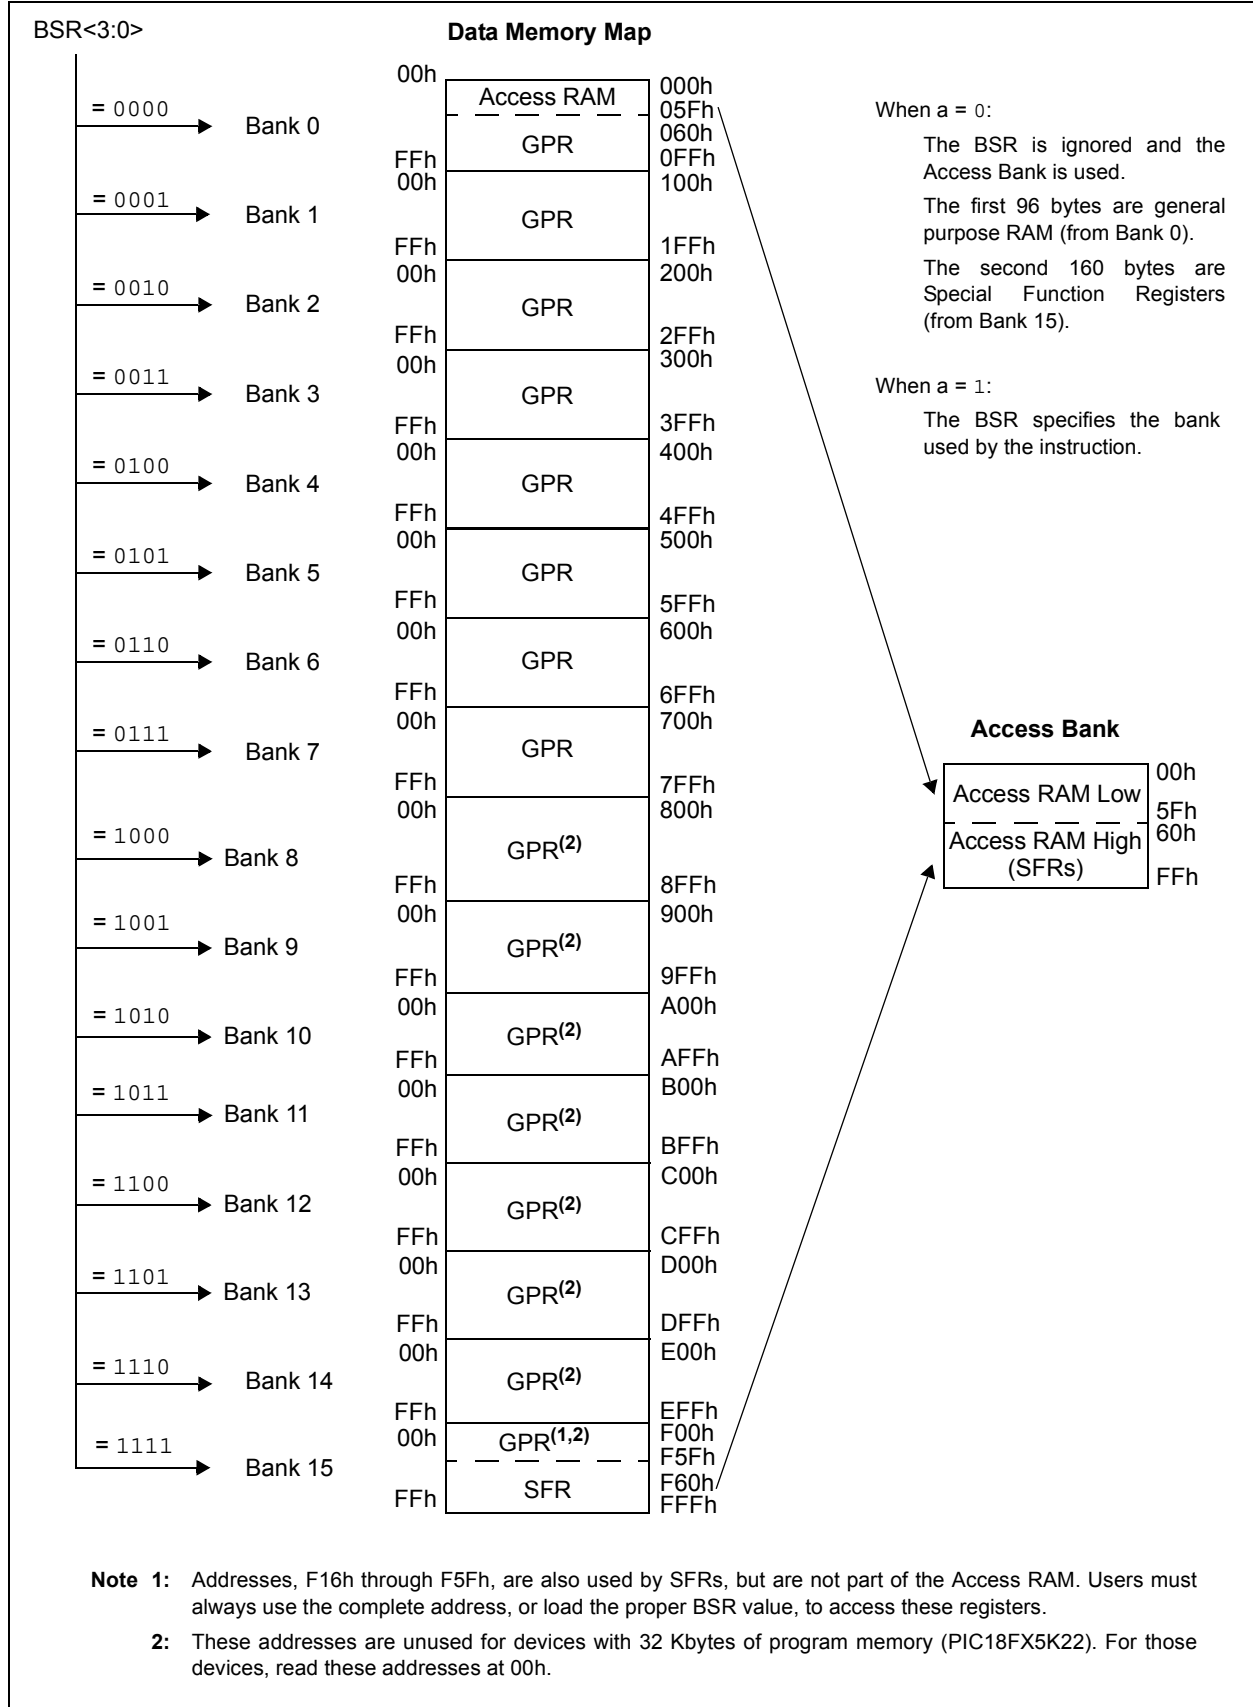 BSR<3:0>
Data Memory Map
00h
Access RAM
000h
= 0000
05Fh
Bank 0
060h
GPR
FFh
0FFh
00h
100h
= 0001
Bank 1
GPR
FFh
1FFh
00h
200h
= 0010
Bank 2
GPR
FFh
2FFh
00h
300h
= 0011
Bank 3
GPR
FFh
3FFh
00h
400h
= 0100
Bank 4
GPR
FFh
4FFh
00h
500h
= 0101
Bank 5
GPR
FFh
5FFh
00h
600h
= 0110
Bank 6
GPR
FFh
6FFh
00h
700h
= 0111
Bank 7
GPR
FFh
7FFh
00h
800h
= 1000
Bank 8
GPR(2)
FFh
8FFh
00h
900h
= 1001
Bank 9
GPR(2)
FFh
9FFh
00h
A00h
= 1010
Bank 10
GPR(2)
FFh
AFFh
00h
B00h
= 1011
Bank 11
GPR(2)
FFh
BFFh
00h
C00h
= 1100
Bank 12
GPR(2)
FFh
CFFh
00h
D00h
= 1101
Bank 13
GPR(2)
FFh
DFFh
00h
E00h
= 1110
Bank 14
GPR(2)
FFh
EFFh
00h
F00h
= 1111
GPR(1,2)
F5Fh
Bank 15
F60h
SFR
FFh
FFFh
When a = 0:
The BSR is ignored and the
Access Bank is used.
The first 96 bytes are general
purpose RAM (from Bank 0).
The second 160 bytes are
Special Function Registers
(from Bank 15).
When a = 1:
The BSR specifies the bank
used by the instruction.
Access Bank
00h
Access RAM Low
5Fh
60h
Access RAM High
(SFRs)
FFh
Note 1: Addresses, F16h through F5Fh, are also used by SFRs, but are not part of the Access RAM. Users must
always use the complete address, or load the proper BSR value, to access these registers.
2: These addresses are unused for devices with 32 Kbytes of program memory (PIC18FX5K22). For those
devices, read these addresses at 00h.